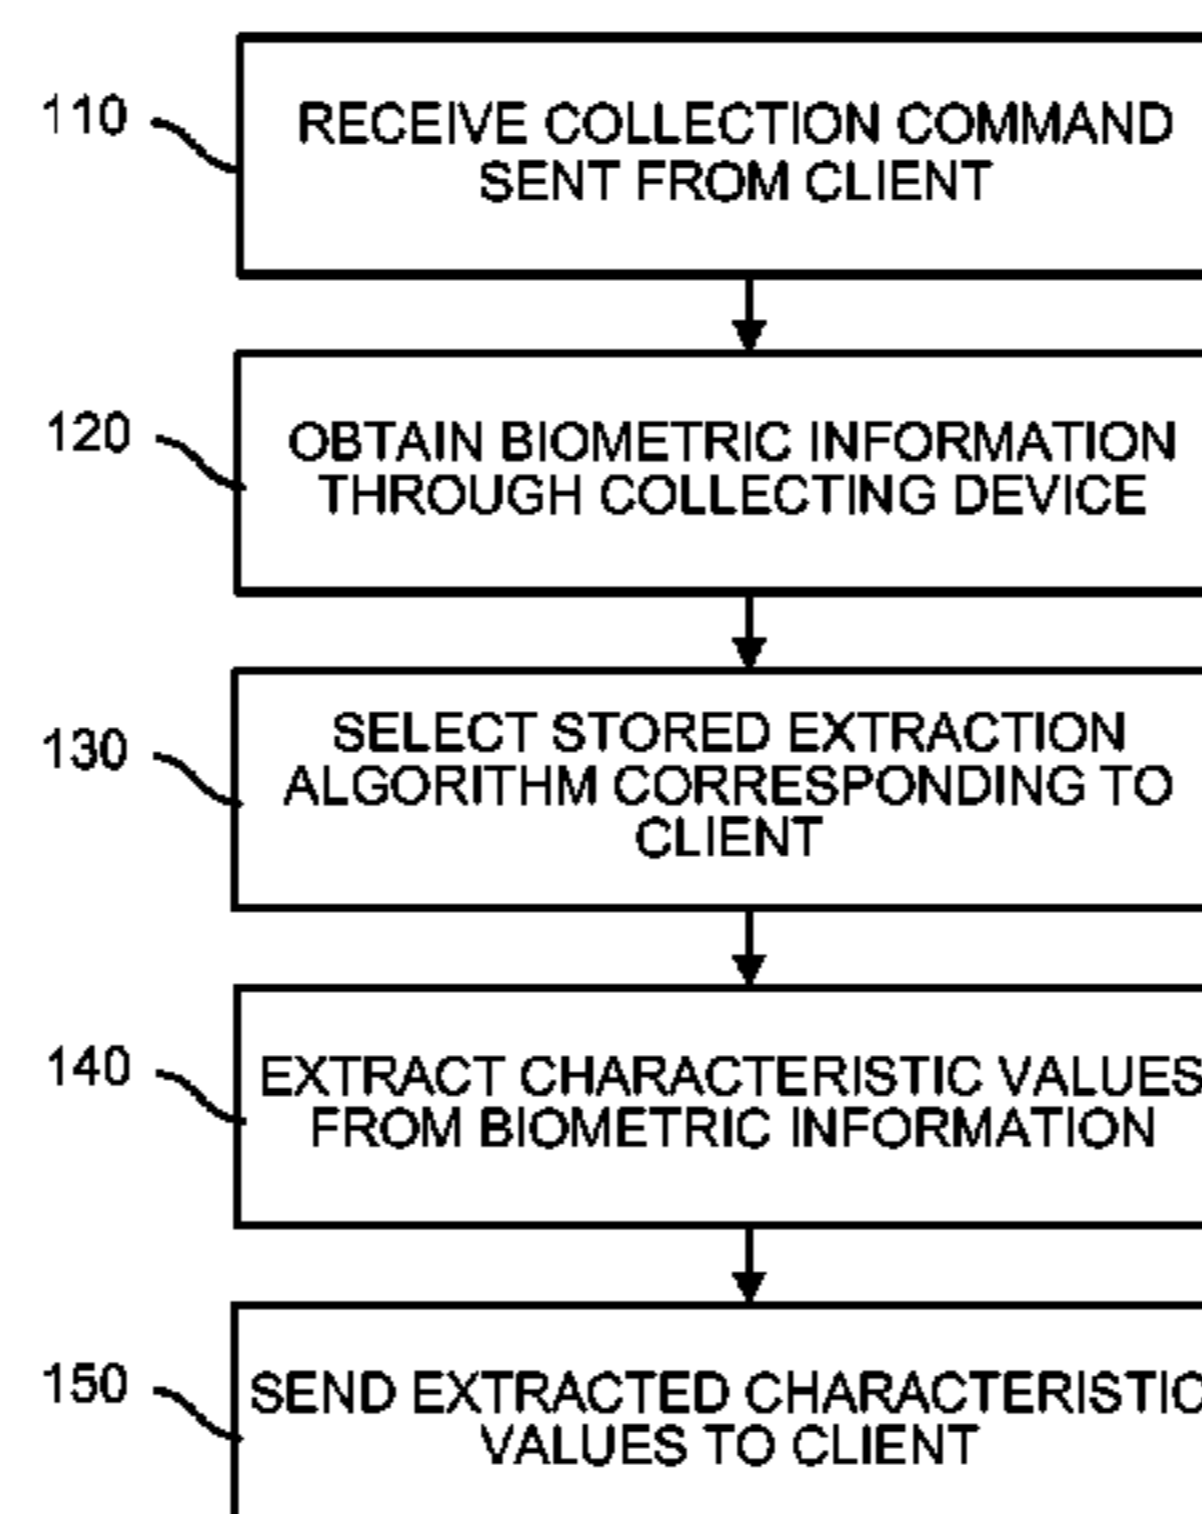 110
RECEIVE COLLECTION COMMAND
SENT FROM CLIENT
120
OBTAIN BIOMETRIC INFORMATION
THROUGH COLLECTING DEVICE
130
SELECT STORED EXTRACTION
ALGORITHM CORRESPONDING TO
CLIENT
140
EXTRACT CHARACTERISTIC VALUES
FROM BIOMETRIC INFORMATION
150
SEND EXTRACTED CHARACTERISTIC
VALUES TO CLIENT